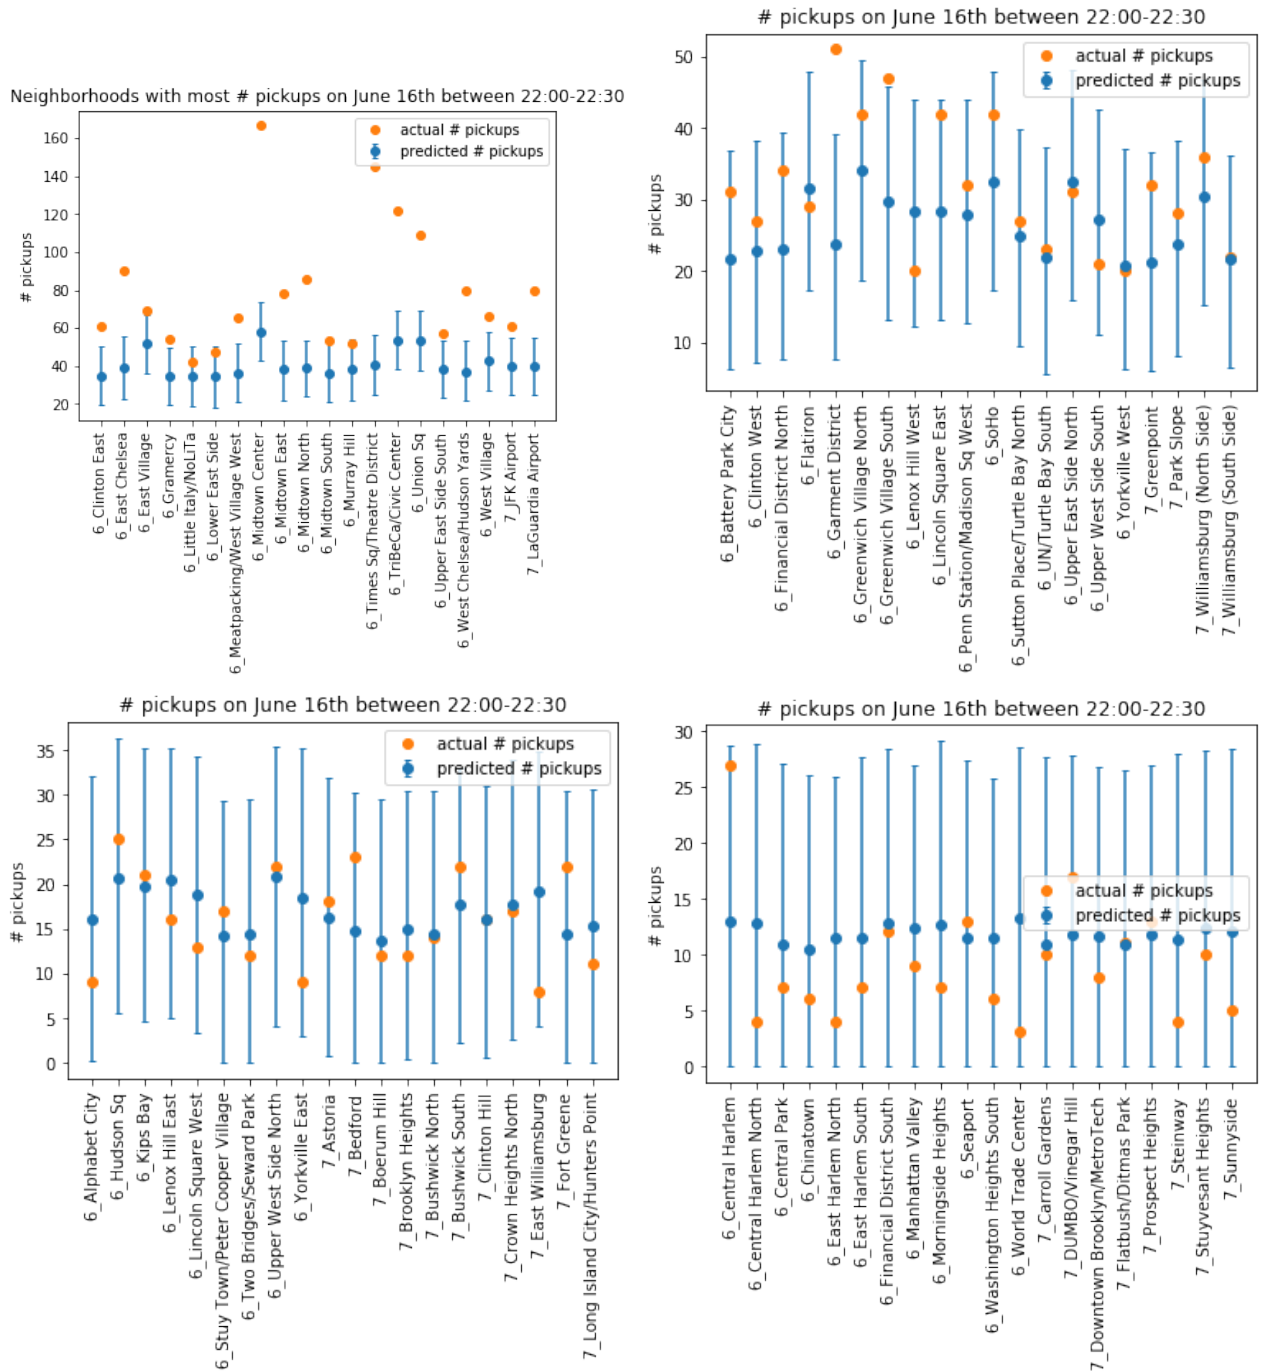 Neighborhoods with most # pickups on June 16th between 22:00-22:30
actual # pickups
predicted # pickups
# pickups
160
140
120
100
80
60
40
20
6_Clinton East
6_East Chelsea
6_East Village
6_Gramercy
6_Little Italy/NoLiTa
6_Lower East Side
6_Meatpacking/West Village West
6_Midtown Center
6_Midtown East
6_Midtown North
6_Midtown South
6_Murray Hill
6_Times Sq/Theatre District
6_TriBeCa/Civic Center
6_Union Sq
6_Upper East Side South
6_West Chelsea/Hudson Yards
6_West Village
7_JFK Airport
7_LaGuardia Airport
# pickups on June 16th between 22:00-22:30
actual # pickups
predicted # pickups
# pickups
50
40
30
20
10
6_Battery Park City
6_Clinton West
6_Financial District North
6_Flatiron
6_Garment District
6_Greenwich Village North
6_Greenwich Village South
6_Lenox Hill West
6_Lincoln Square East
6_Penn Station/Madison Sq West
6_SoHo
6_Sutton Place/Turtle Bay North
6_UN/Turtle Bay South
6_Upper East Side North
6_Upper West Side South
6_Yorkville West
7_Greenpoint
7_Park Slope
7_Williamsburg (North Side)
7_Williamsburg (South Side)
# pickups on June 16th between 22:00-22:30
actual # pickups
predicted # pickups
# pickups
35
30
25
20
15
10
5
0
6_Alphabet City
6_Hudson Sq
6_Kips Bay
6_Lenox Hill East
6_Lincoln Square West
6_Stuy Town/Peter Cooper Village
6_Two Bridges/Seward Park
6_Upper West Side North
6_Yorkville East
7_Astoria
7_Bedford
7_Boerum Hill
7_Brooklyn Heights
7_Bushwick North
7_Bushwick South
7_Clinton Hill
7_Crown Heights North
7_East Williamsburg
7_Fort Greene
7_Long Island City/Hunters Point
# pickups on June 16th between 22:00-22:30
actual # pickups
predicted # pickups
# pickups
30
25
20
15
10
5
0
6_Central Harlem
6_Central Harlem North
6_Central Park
6_Chinatown
6_East Harlem North
6_East Harlem South
6_Financial District South
6_Manhattan Valley
6_Morningside Heights
6_Seaport
6_Washington Heights South
6_World Trade Center
7_Carroll Gardens
7_DUMBO/Vinegar Hill
7_Downtown Brooklyn/MetroTech
7_Flatbush/Ditmas Park
7_Prospect Heights
7_Steinway
7_Stuyvesant Heights
7_Sunnyside